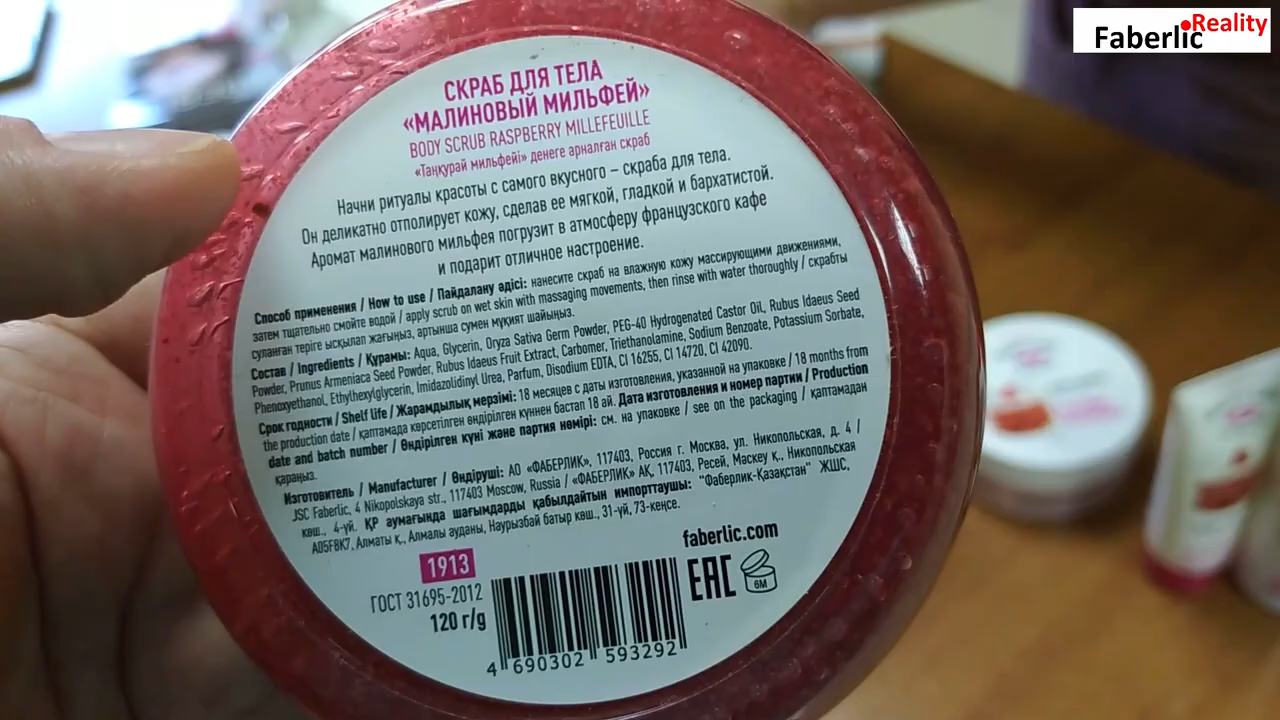 Faberlic Reality
СКРАБ ДЛЯ ТЕЛА
«МАЛИНОВЫЙ МИЛЬФЕЙ»
BODY SCRUB RASPBERRY MILLEFEUILLE
«Таңқурай мильфейі» денеге арналған скраб
Начни ритуалы красоты с самого вкусного – скраба для тела.
Он деликатно отполирует кожу, сделав ее мягкой, гладкой и бархатистой.
Аромат малинового мильфея погрузит в атмосферу французского кафе
и подарит отличное настроение.
Способ применения / How to use / Пайдалану әдісі: нанесите скраб на влажную кожу массирующими движениями,
затем тщательно смойте водой / apply scrub on wet skin with massaging movements, then rinse with water thoroughly / скрабты
суланған теріге ысқылап жағыңыз, артынша сумен мұқият шайыңыз.
Состав / Ingredients / Құрамы: Aqua, Glycerin, Oryza Sativa Germ Powder, PEG-40 Hydrogenated Castor Oil, Rubus Idaeus Seed
Powder, Prunus Armeniaca Seed Powder, Rubus Idaeus Fruit Extract, Carbomer, Triethanolamine, Sodium Benzoate, Potassium Sorbate,
Phenoxyethanol, Ethylhexylglycerin, Imidazolidinyl Urea, Parfum, Disodium EDTA, CI 16255, CI 14720, CI 42090.
Срок годности / Shelf life / Жарамдылық мерзімі: 18 месяцев с даты изготовления, указанной на упаковке / 18 months from
the production date / қаптамада көрсетілген өндірілген күннен бастап 18 ай. Дата изготовления и номер партии / Production
date and batch number / Өндірілген күні және партия нөмірі: см. на упаковке / see on the packaging / қаптамадан
қараңыз.
Изготовитель / Manufacturer / Өндіруші: АО «ФАБЕРЛИК», 117403, Россия г. Москва, ул. Никопольская, д. 4 /
JSC Faberlic, 4 Nikopolskaya str., 117403 Moscow, Russia / «ФАБЕРЛИК» АҚ, 117403, Ресей, Маскеу қ., Никопольская
көш., 4-үй. ҚР аумағында шағымдарды қабылдайтын импорттаушы: "Фаберлик-Қазақстан" ЖШС,
A05F8K7, Алматы қ., Алмалы ауданы, Наурызбай батыр көш., 31-үй, 73-кеңсе.
faberlic.com
1913
ГОСТ 31695-2012
120 г/g
EAC
6M
4 690302 593292